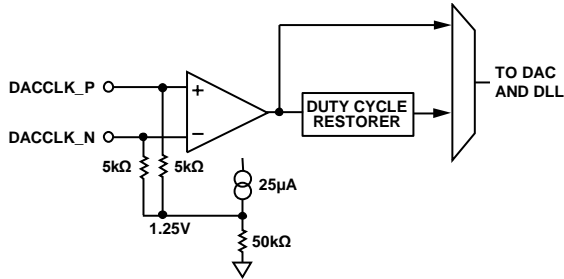 DACCLK_P
+
TO DAC
AND DLL
DUTY CYCLE
RESTORER
DACCLK_N
–
5kΩ
5kΩ
25µA
1.25V
50kΩ